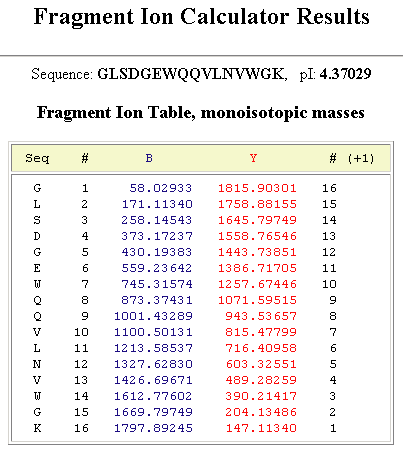 Fragment Ion Calculator Results
Sequence: GLSDGEWQQVLNVWGK, pI: 4.37029
Fragment Ion Table, monoisotopic masses
Seq # B Y # (+1)
G 1 58.02933 1815.90301 16
L 2 171.11340 1758.88155 15
S 3 258.14543 1645.79749 14
D 4 373.17237 1558.76546 13
G 5 430.19383 1443.73851 12
E 6 559.23642 1386.71705 11
W 7 745.31574 1257.67446 10
Q 8 873.37431 1071.59515 9
Q 9 1001.43289 943.53657 8
V 10 1100.50131 815.47799 7
L 11 1213.58537 716.40958 6
N 12 1327.62830 603.32551 5
V 13 1426.69671 489.28259 4
W 14 1612.77602 390.21417 3
G 15 1669.79749 204.13486 2
K 16 1797.89245 147.11340 1